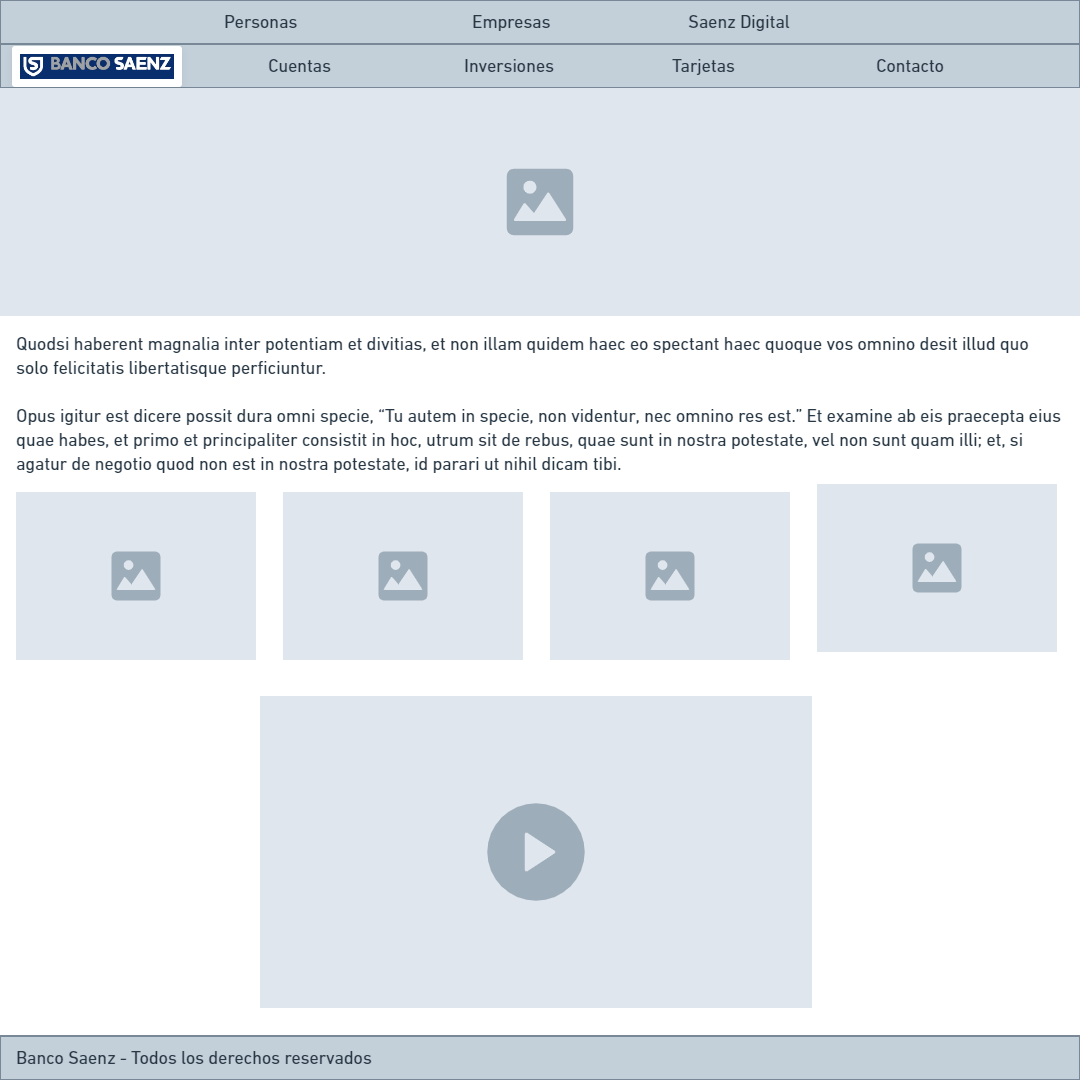 Personas Empresas Saenz Digital
BANCO SAENZ Cuentas Inversiones Tarjetas Contacto
Quodsi haberent magnalia inter potentiam et divitias, et non illam quidem haec eo spectant haec quoque vos omnino desit illud quo
solo felicitatis libertatisque perficiuntur.
Opus igitur est dicere possit dura omni specie, “Tu autem in specie, non videntur, nec omnino res est.” Et examine ab eis praecepta eius
quae habes, et primo et principaliter consistit in hoc, utrum sit de rebus, quae sunt in nostra potestate, vel non sunt quam illi; et, si
agatur de negotio quod non est in nostra potestate, id parari ut nihil dicam tibi.
Banco Saenz - Todos los derechos reservados